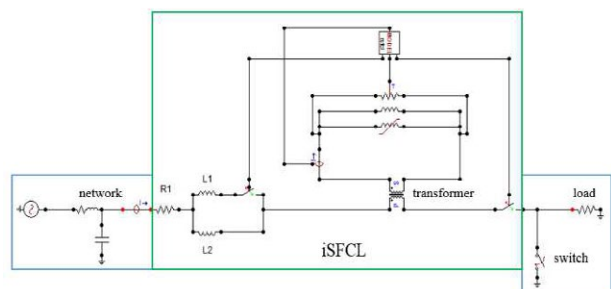 network
R1
L1
L2
iSFCL
transformer
load
switch